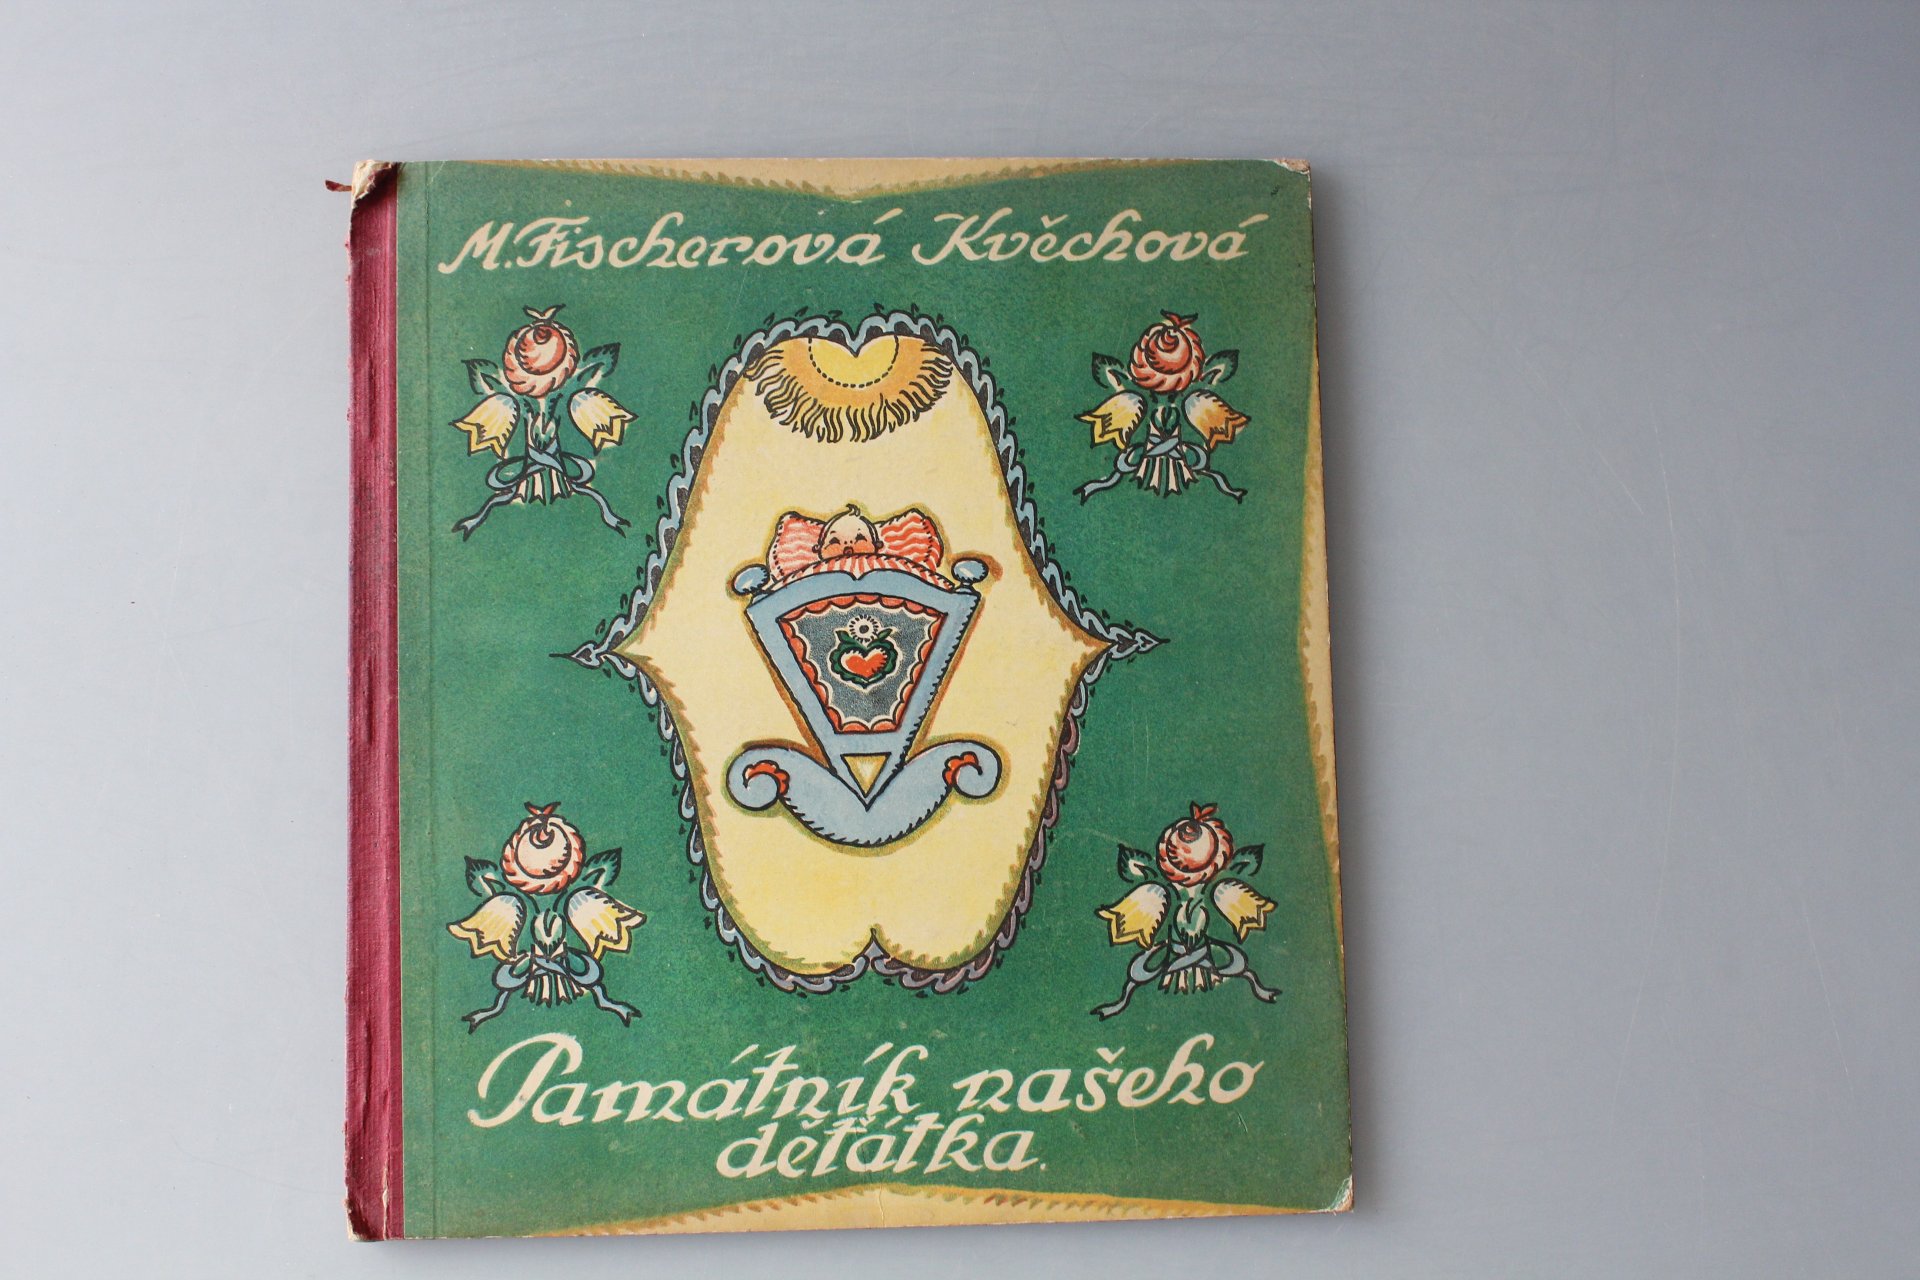 M. Fischerová Kvěchová
Památník našeho
děťátka.